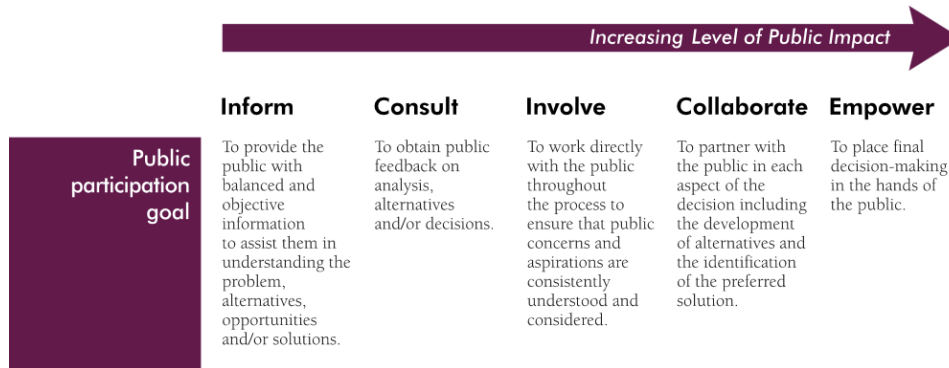 Increasing Level of Public Impact
Inform
Consult
Involve
Collaborate
Empower
Public
participation
goal
To provide the
public with
balanced and
objective
information
to assist them in
understanding the
problem,
alternatives,
opportunities
and/or solutions.
To obtain public
feedback on
analysis,
alternatives
and/or decisions.
To work directly
with the public
throughout
the process to
ensure that public
concerns and
aspirations are
consistently
understood and
considered.
To partner with
the public in each
aspect of the
decision including
the development
of alternatives and
the identification
of the preferred
solution.
To place final
decision-making
in the hands of
the public.